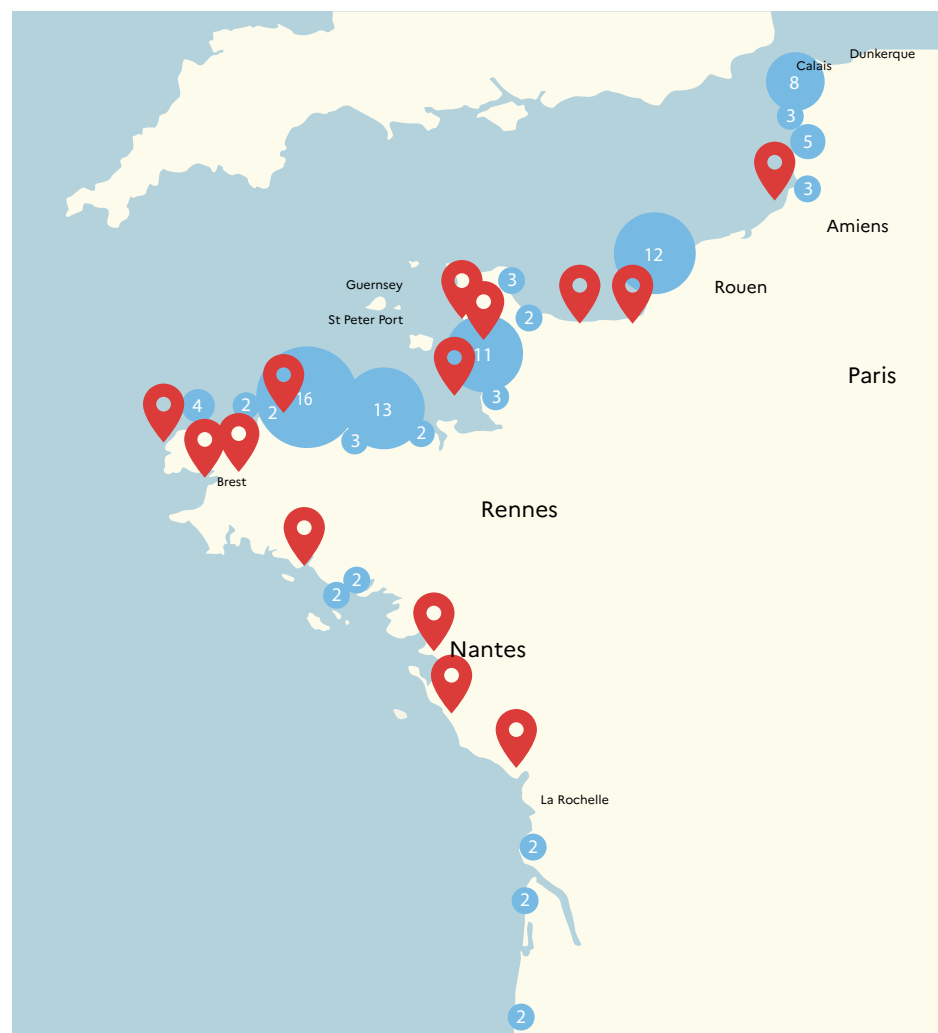 Dunkerque
Calais
8
3
5
3
Amiens
12
3
Guernsey
Rouen
2
St Peter Port
11
Paris
3
16
4
2
2
13
2
3
Brest
Rennes
2
2
Nantes
La Rochelle
2
2
2